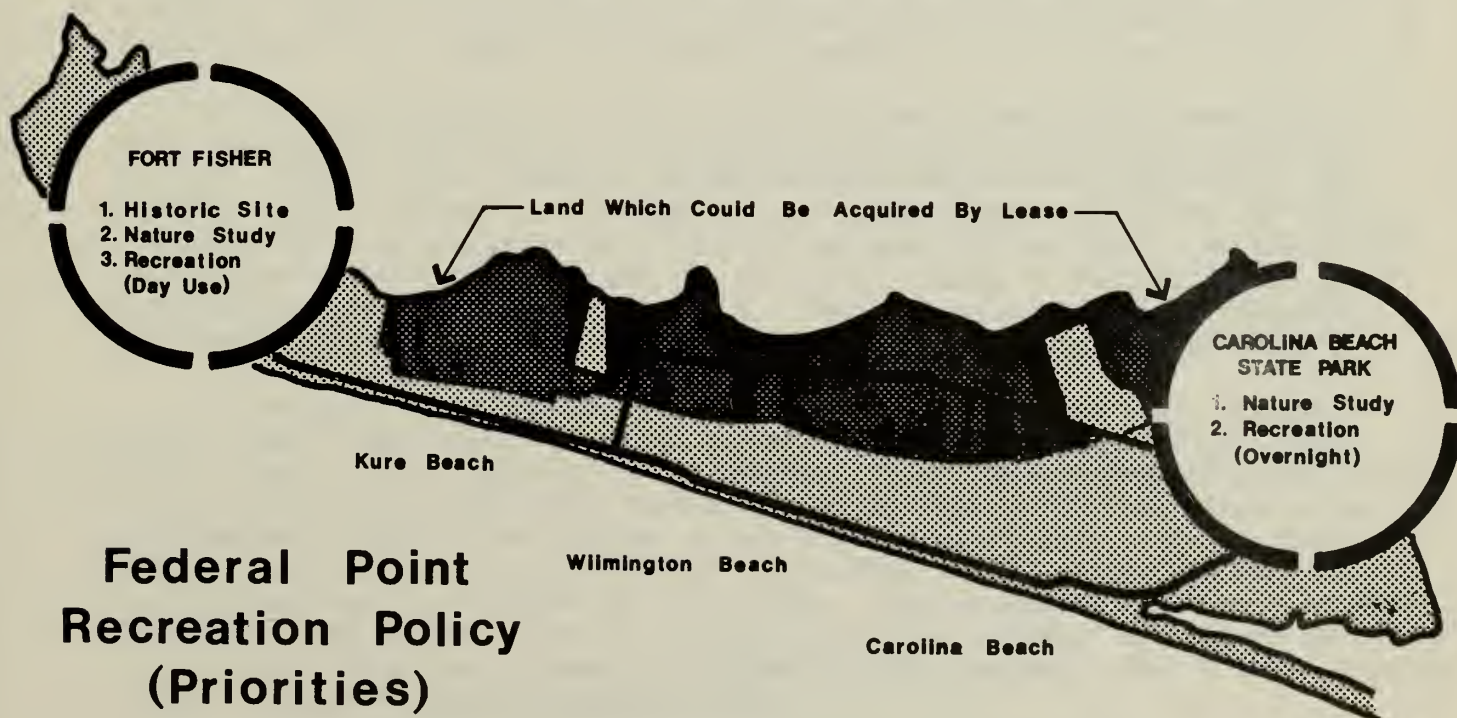 FORT FISHER
1. Historic Site
2. Nature Study
3. Recreation
(Day Use)
Land Which Could Be Acquired By Lease
CAROLINA BEACH
STATE PARK
1. Nature Study
2. Recreation
(Overnight)
Kure Beach
Wilmington Beach
Carolina Beach
Federal Point
Recreation Policy
(Priorities)